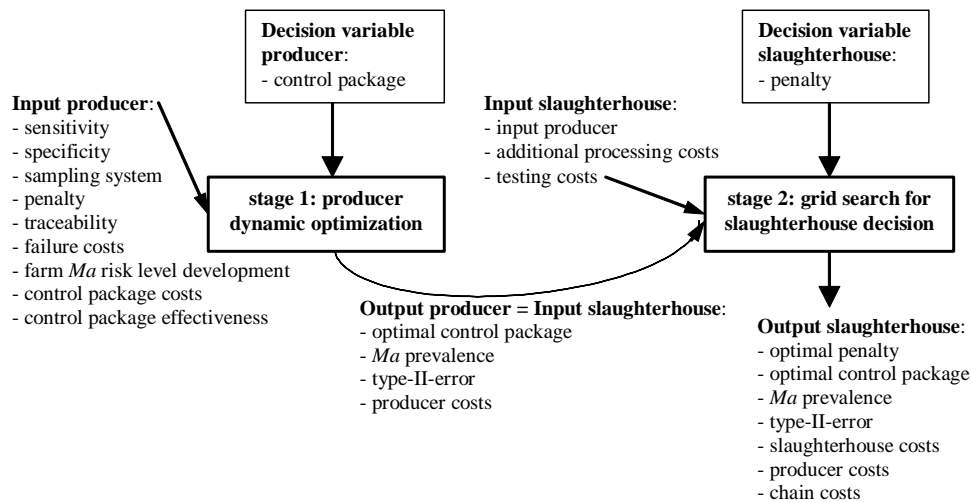 Decision variable
producer:
- control package
Decision variable
slaughterhouse:
- penalty
Input producer:
- sensitivity
- specificity
- sampling system
- penalty
- traceability
- failure costs
- farm Ma risk level development
- control package costs
- control package effectiveness
stage 1: producer
dynamic optimization
Input slaughterhouse:
- input producer
- additional processing costs
- testing costs
stage 2: grid search for
slaughterhouse decision
Output producer = Input slaughterhouse:
- optimal control package
- Ma prevalence
- type-II-error
- producer costs
Output slaughterhouse:
- optimal penalty
- optimal control package
- Ma prevalence
- type-II-error
- slaughterhouse costs
- producer costs
- chain costs